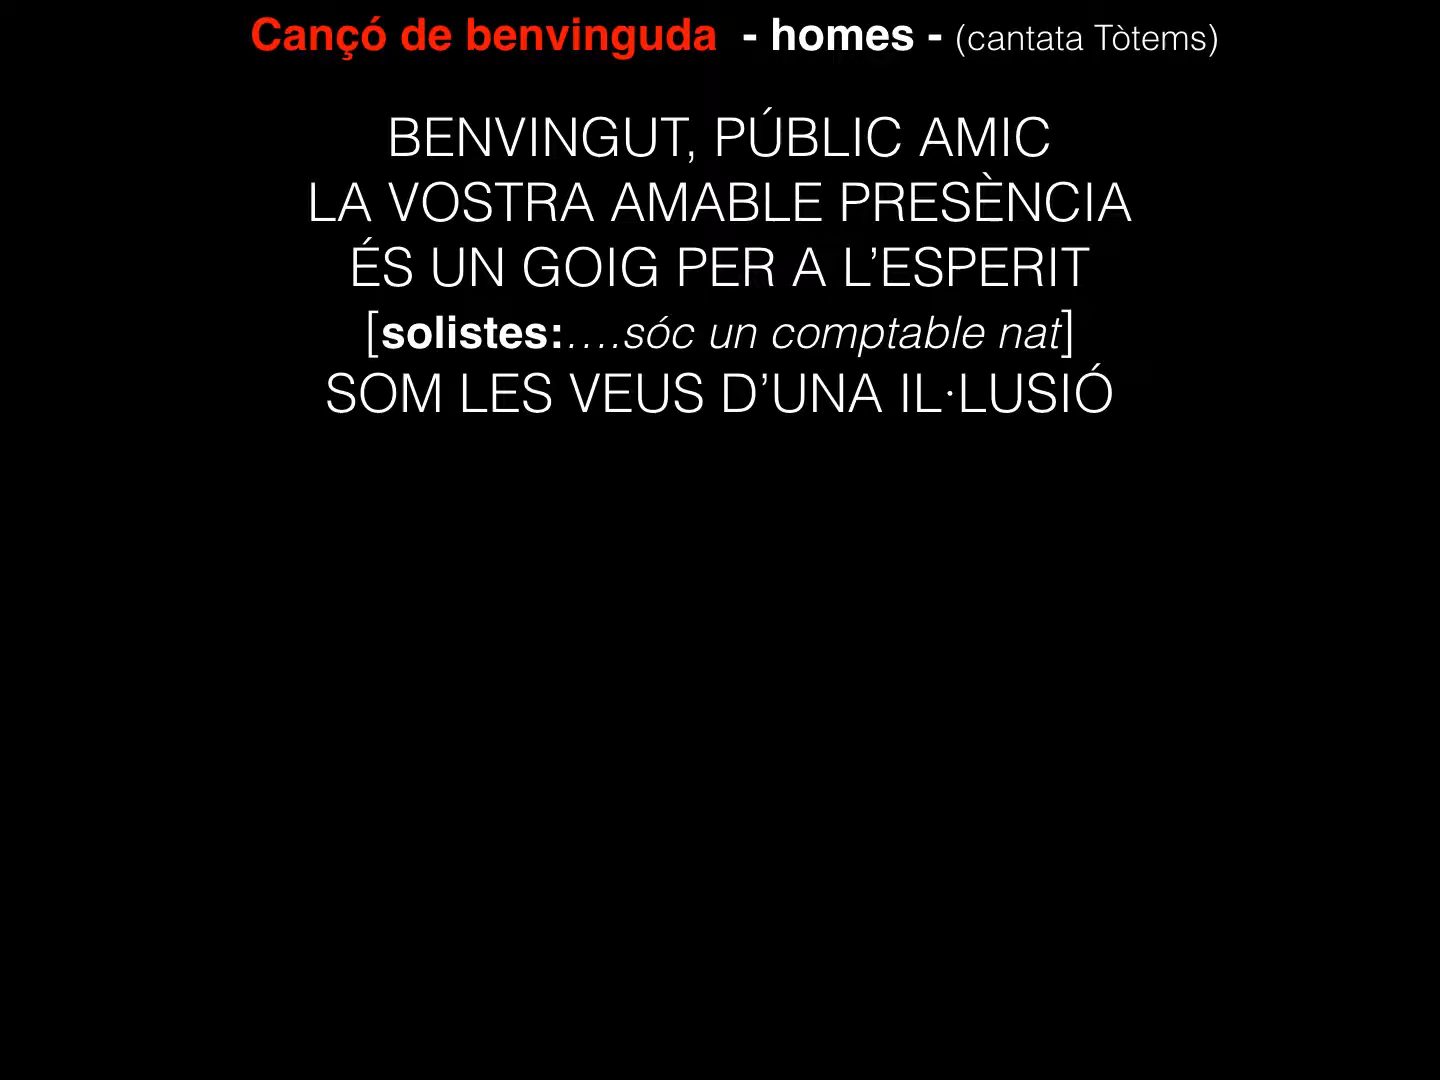 Cançó de benvinguda - homes - (cantata Tòtems)
BENVINGUT, PÚBLIC AMIC
LA VOSTRA AMABLE PRESÈNCIA
ÉS UN GOIG PER A L’ESPERIT
[solistes:....sóc un comptable nat]
SOM LES VEUS D’UNA IL·LUSIÓ